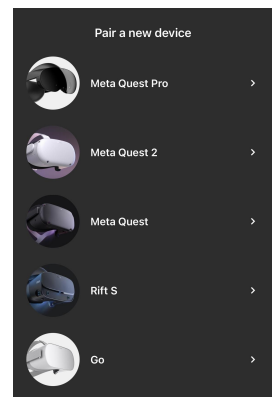 Pair a new device
Meta Quest Pro
Meta Quest 2
Meta Quest
Rift S
Go